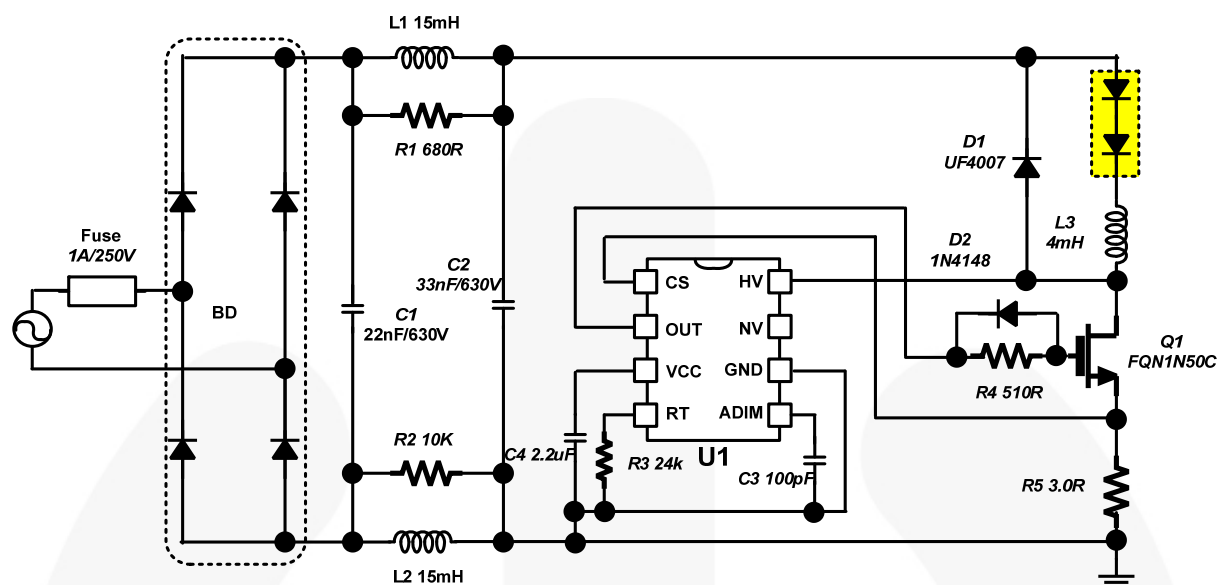 L1 15mH
R1 680R
D1
UF4007
Fuse
1A/250V
BD
C2
33nF/630V
C1
22nF/630V
D2
1N4148
L3
4mH
CS
HV
OUT
NV
VCC
GND
RT
ADIM
U1
Q1
FQN1N50C
R4 510R
R2 10K
C4 2.2uF
R3 24k
C3 100pF
R5 3.0R
L2 15mH